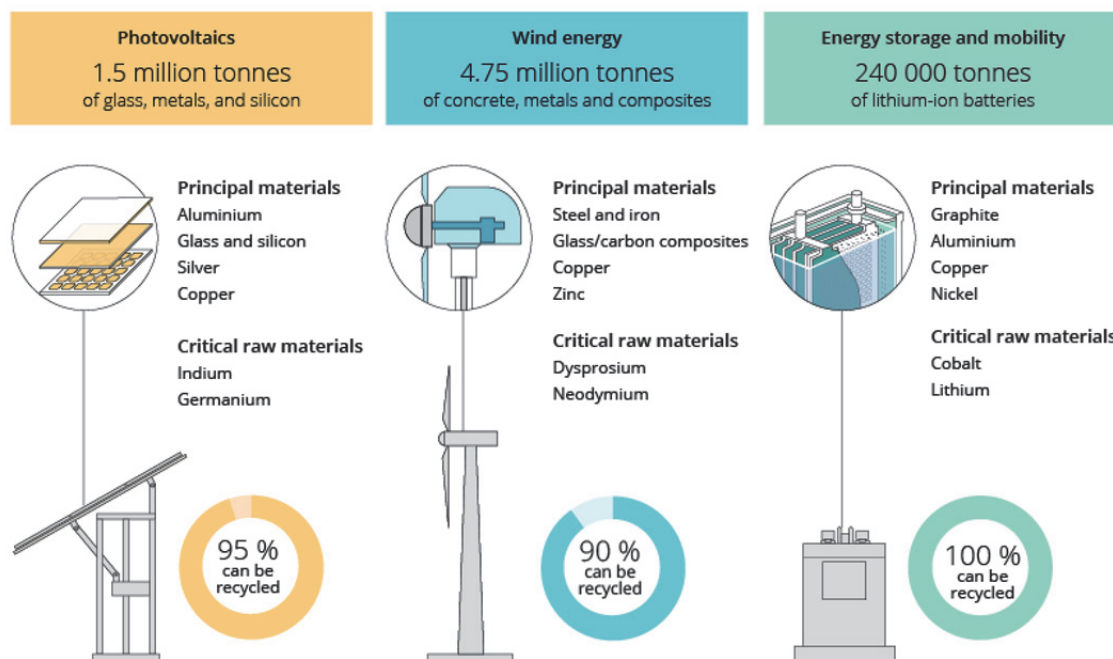 Photovoltaics
1.5 million tonnes
of glass, metals, and silicon
Wind energy
4.75 million tonnes
of concrete, metals and composites
Energy storage and mobility
240 000 tonnes
of lithium-ion batteries
Principal materials
Aluminium
Glass and silicon
Silver
Copper
Critical raw materials
Indium
Germanium
95 %
can be
recycled
Principal materials
Steel and iron
Glass/carbon composites
Copper
Zinc
Critical raw materials
Dysprosium
Neodymium
90 %
can be
recycled
Principal materials
Graphite
Aluminium
Copper
Nickel
Critical raw materials
Cobalt
Lithium
100 %
can be
recycled